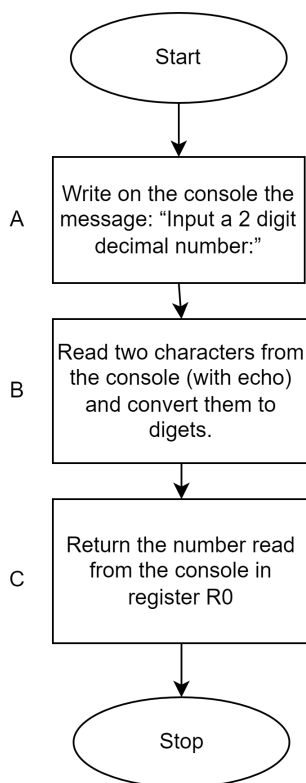 Start
A
Write on the console the
message: “Input a 2 digit
decimal number:”
B
Read two characters from
the console (with echo)
and convert them to
digets.
C
Return the number read
from the console in
register R0
Stop